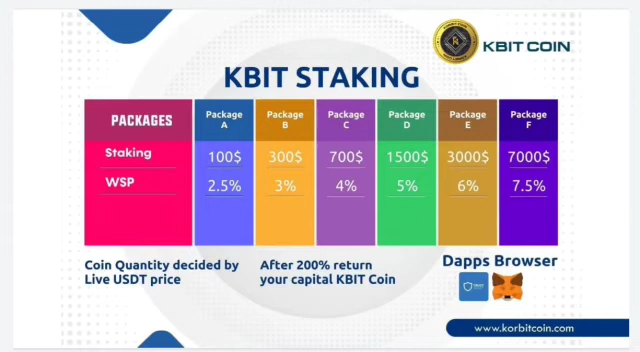 KBIT COIN
KBIT STAKING
PACKAGES Package A Package B Package C Package D Package E Package F
Staking 100$ 300$ 700$ 1500$ 3000$ 7000$
WSP 2.5% 3% 4% 5% 6% 7.5%
Coin Quantity decided by
Live USDT price
After 200% return
your capital KBIT Coin
Dapps Browser
www.korbitcoin.com